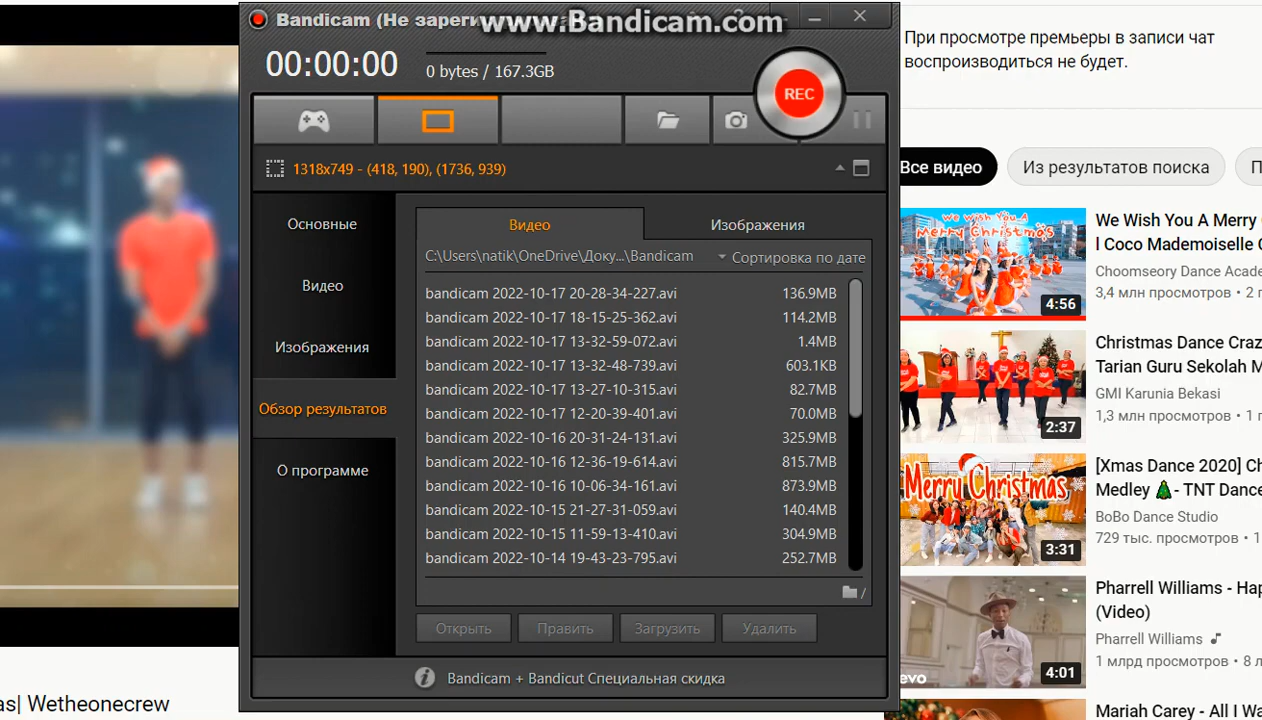 Bandicam (Не зареги
www.Bandicam.com
00:00:00
0 bytes / 167.3GB
REC
1318x749 - (418, 190), (1736, 939)
Основные
Видео
Изображения
Обзор результатов
О программе
Видео
Изображения
C:\Users\natik\OneDrive\Доку...\Bandicam
Сортировка по дате
bandicam 2022-10-17 20-28-34-227.avi 136.9MB
bandicam 2022-10-17 18-15-25-362.avi 114.2MB
bandicam 2022-10-17 13-32-59-072.avi 1.4MB
bandicam 2022-10-17 13-32-48-739.avi 603.1KB
bandicam 2022-10-17 13-27-10-315.avi 82.7MB
bandicam 2022-10-17 12-20-39-401.avi 70.0MB
bandicam 2022-10-16 20-31-24-131.avi 325.9MB
bandicam 2022-10-16 12-36-19-614.avi 815.7MB
bandicam 2022-10-16 10-06-34-161.avi 873.9MB
bandicam 2022-10-15 21-27-31-059.avi 140.4MB
bandicam 2022-10-15 11-59-13-410.avi 304.9MB
bandicam 2022-10-14 19-43-23-795.avi 252.7MB
/
Открыть
Править
Загрузить
Удалить
Bandicam + Bandicut Специальная скидка
as| Wetheonecrew
При просмотре премьеры в записи чат
воспроизводиться не будет.
Все видео
Из результатов поиска
П
We Wish You A
Merry Christmas
4:56
We Wish You A Merry
l Coco Mademoiselle
Choomseory Dance Acade
3,4 млн просмотров • 2 г
2:37
Christmas Dance Craz
Tarian Guru Sekolah M
GMI Karunia Bekasi
1,3 млн просмотров • 1 г
Merry Christmas
3:31
[Xmas Dance 2020] Ch
Medley 🎄- TNT Dance
BoBo Dance Studio
729 тыс. просмотров • 1
evo
4:01
Pharrell Williams - Hap
(Video)
Pharrell Williams
1 млрд просмотров • 8 л
Mariah Carey - All I Wa